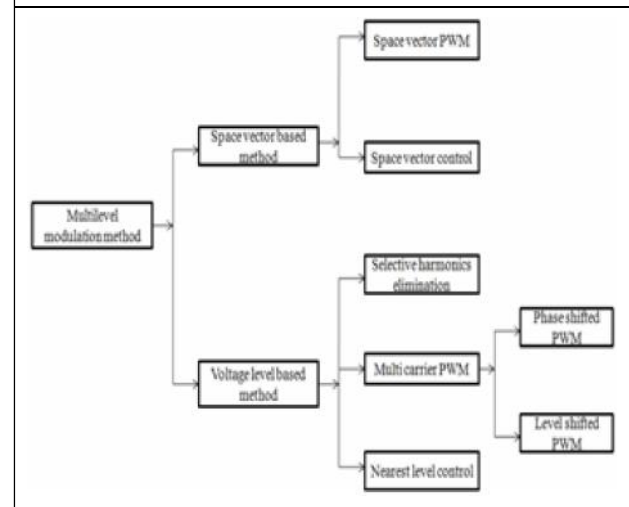 Space vector PWM
Space vector based
method
Space vector control
Multilevel
modulation method
Selective harmonics
elimination
Phase shifted
PWM
Multi carrier PWM
Voltage level based
method
Level shifted
PWM
Nearest level control